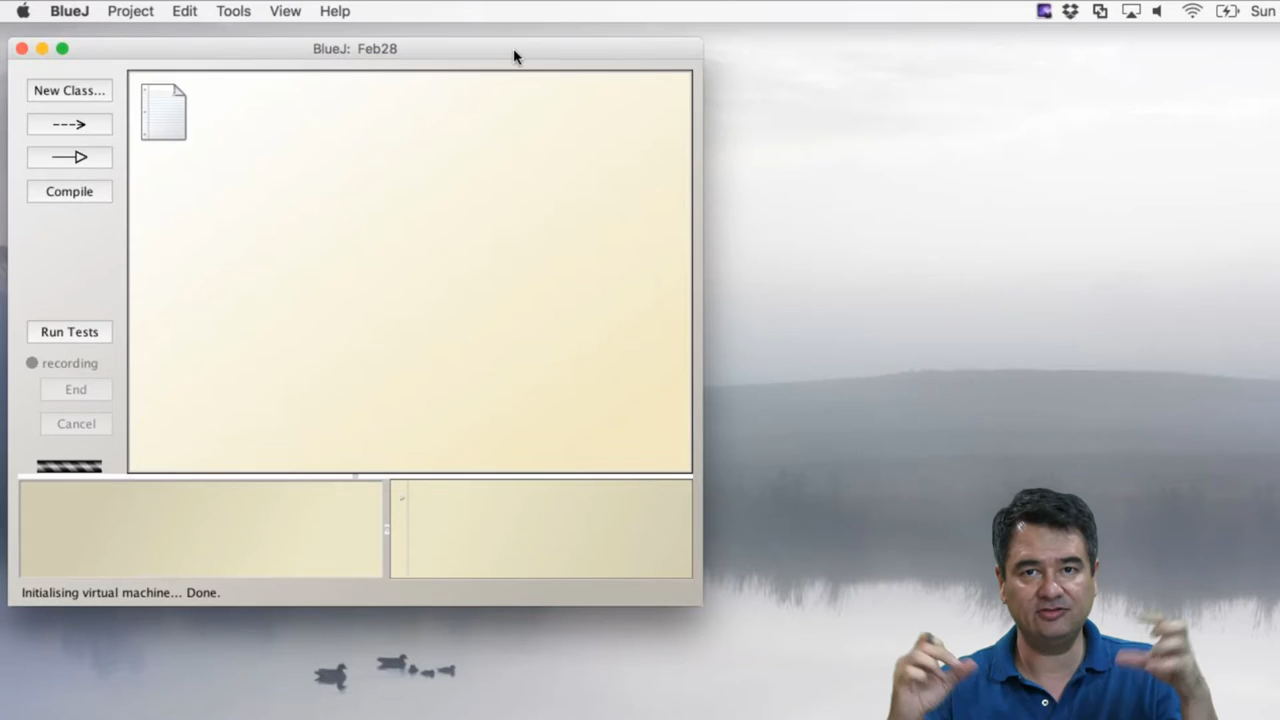 BlueJ Project Edit Tools View Help Sun
BlueJ: Feb28
New Class...
Compile
Run Tests
recording
End
Cancel
Initialising virtual machine... Done.